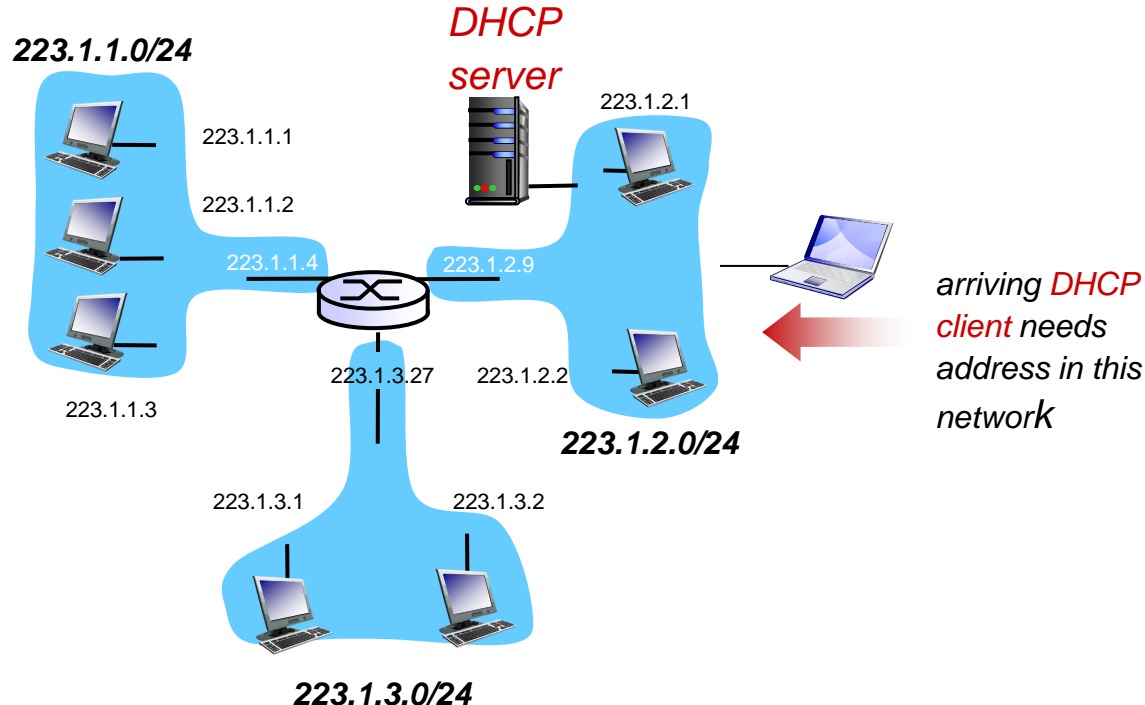 DHCP
server
223.1.1.0/24
223.1.2.1
223.1.1.1
223.1.1.2
223.1.1.4
223.1.2.9
arriving DHCP
client needs
address in this
network
223.1.3.27
223.1.2.2
223.1.1.3
223.1.2.0/24
223.1.3.1
223.1.3.2
223.1.3.0/24